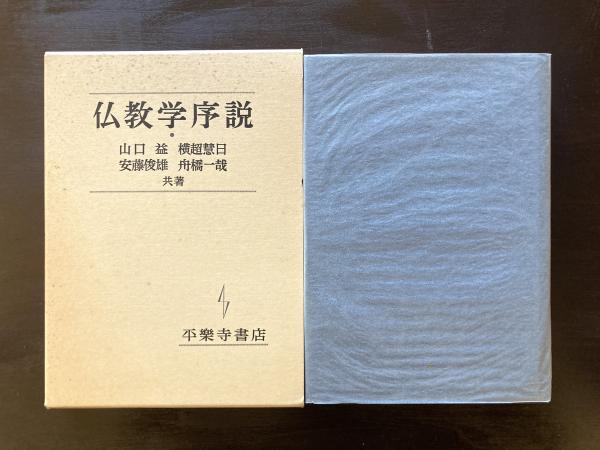 仏教学序説
山口 益 横超慧日
安藤俊雄 舟橋一哉
共著
平樂寺書店